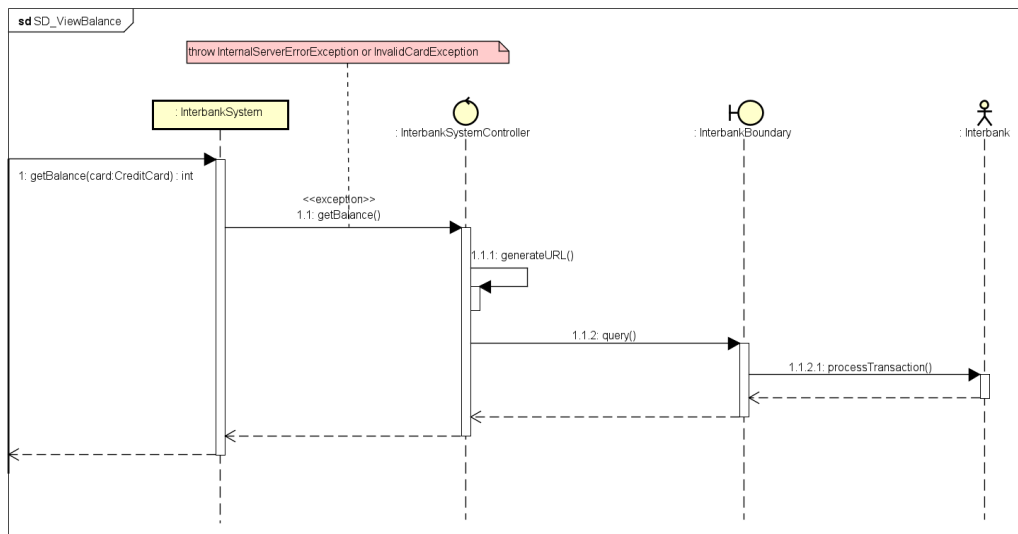 sd SD_ViewBalance
throw InternalServerErrorException or InvalidCardException
: InterbankSystem
: InterbankSystemController
: InterbankBoundary
: Interbank
1: getBalance(card:CreditCard) : int
<<exception>>
1.1: getBalance()
1.1.1: generateURL()
1.1.2: query()
1.1.2.1: processTransaction()